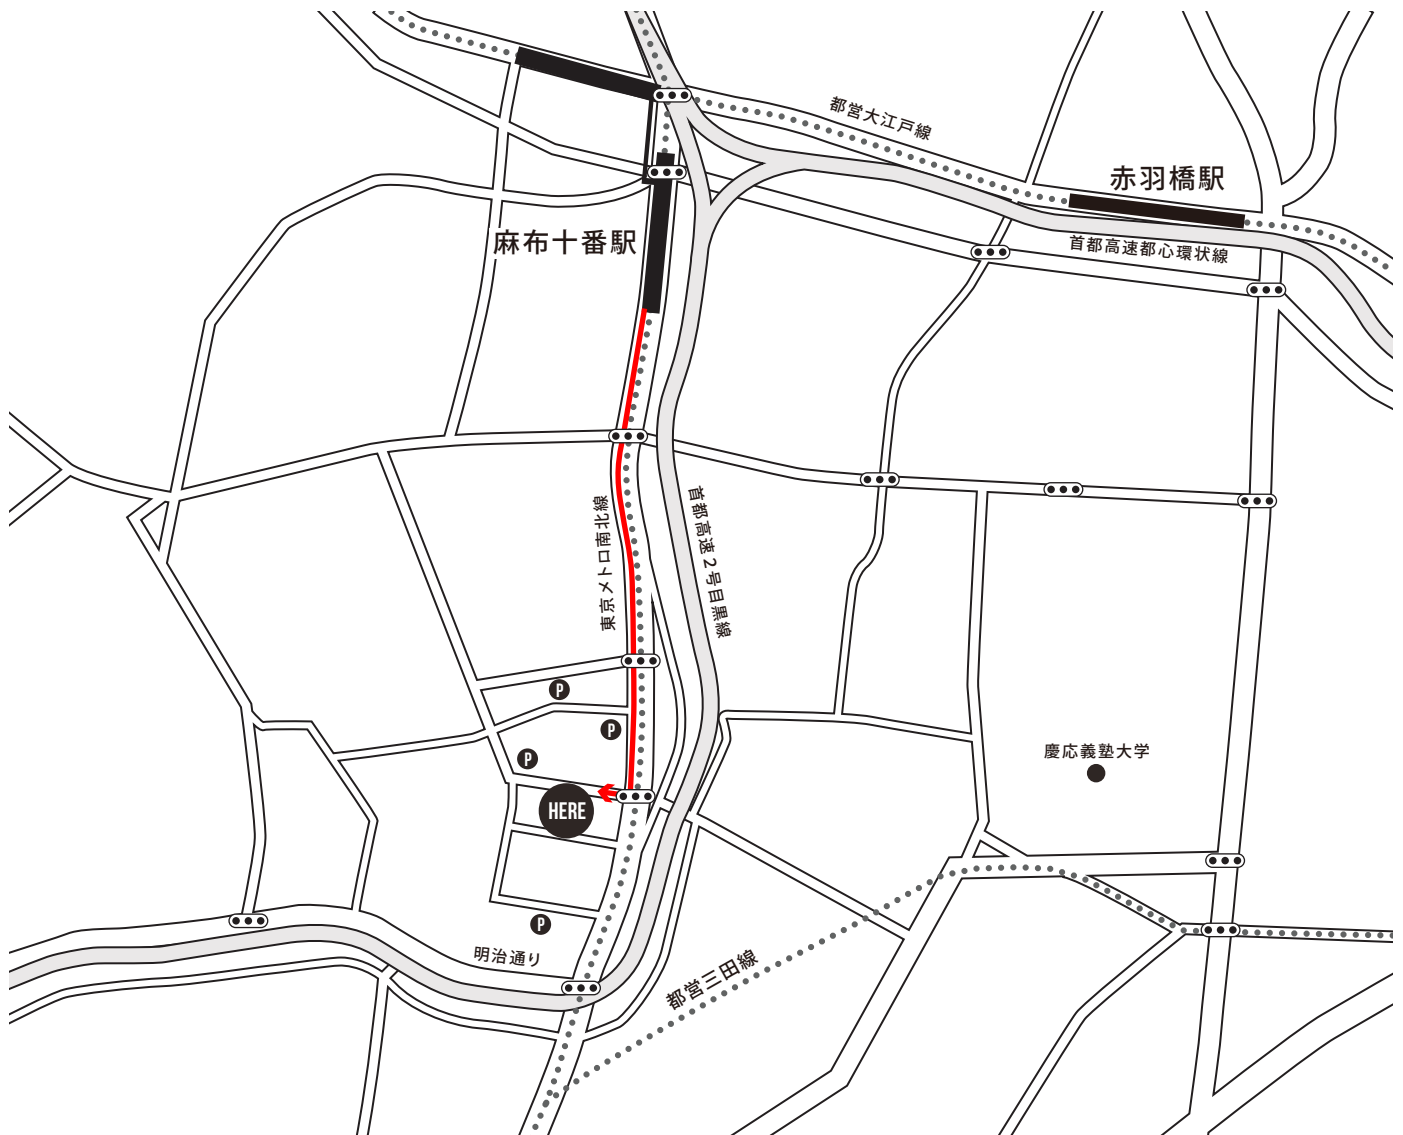 都営大江戸線
赤羽橋駅
麻布十番駅
首都高速都心環状線
東京メトロ南北線
首都高速2号目黒線
P
P
P
慶応義塾大学
HERE
P
明治通り
都営三田線